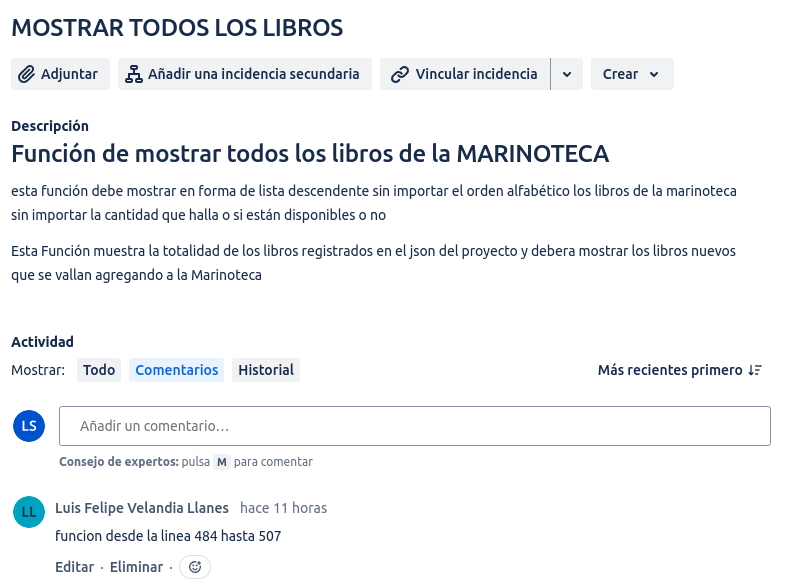 MOSTRAR TODOS LOS LIBROS
Adjuntar
Añadir una incidencia secundaria
Vincular incidencia
Crear
Descripción
Función de mostrar todos los libros de la MARINOTECA
esta función debe mostrar en forma de lista descendente sin importar el orden alfabético los libros de la marinoteca
sin importar la cantidad que halla o si están disponibles o no
Esta Función muestra la totalidad de los libros registrados en el json del proyecto y debera mostrar los libros nuevos
que se vallan agregando a la Marinoteca
Actividad
Mostrar: Todo Comentarios Historial
Más recientes primero
LS
Añadir un comentario…
Consejo de expertos: pulsa M para comentar
LL
Luis Felipe Velandia Llanes hace 11 horas
funcion desde la linea 484 hasta 507
Editar · Eliminar ·